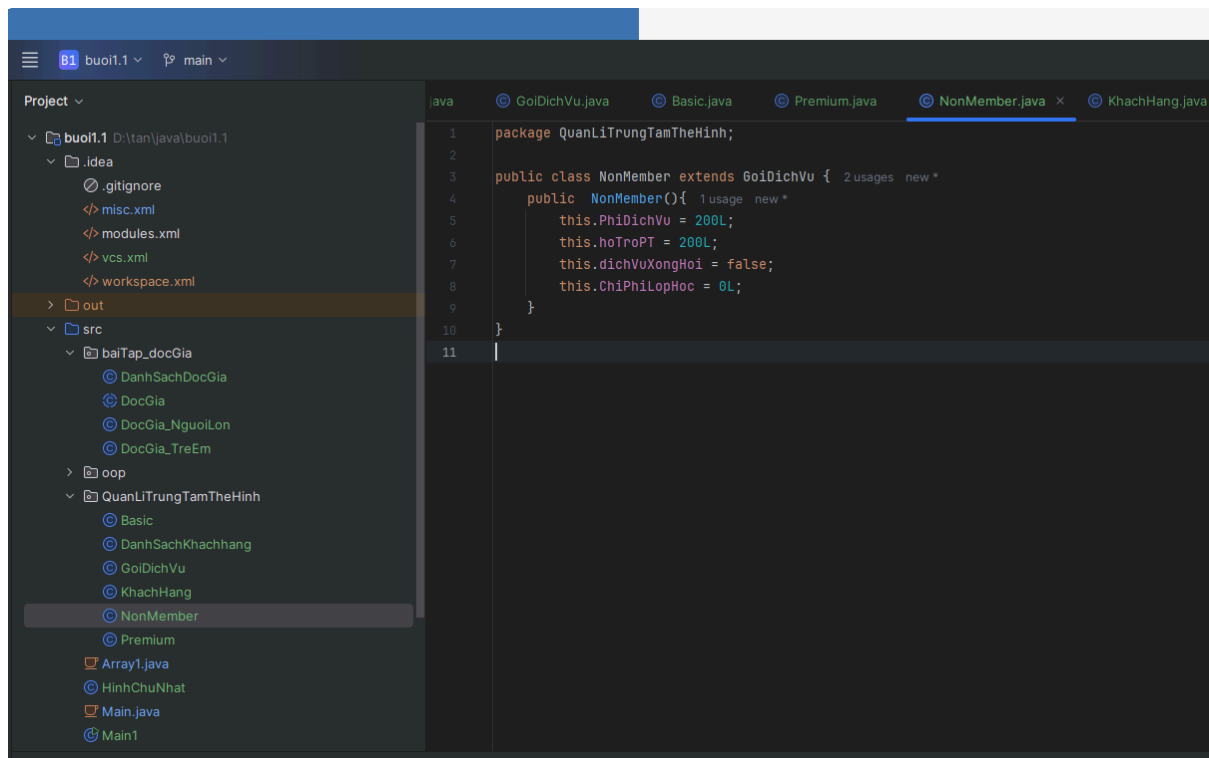 B1 buoi1.1 main
Project
java GoiDichVu.java Basic.java Premium.java NonMember.java KhachHang.java
buoi1.1 D:\tan\java\buoi1.1
.idea
.gitignore
</> misc.xml
</> modules.xml
</> vcs.xml
</> workspace.xml
out
src
baiTap_docGia
DanhSachDocGia
DocGia
DocGia_NguoiLon
DocGia_TreEm
oop
QuanLiTrungTamTheHinh
Basic
DanhSachKhachhang
GoiDichVu
KhachHang
NonMember
Premium
Array1.java
HinhChuNhat
Main.java
Main1
1 package QuanLiTrungTamTheHinh;
2
3 public class NonMember extends GoiDichVu { 2 usages new *
4 public NonMember(){ 1 usage new *
5 this.PhiDichVu = 200L;
6 this.hoTroPT = 200L;
7 this.dichVuXongHoi = false;
8 this.ChiPhiLopHoc = 0L;
9 }
10 }
11